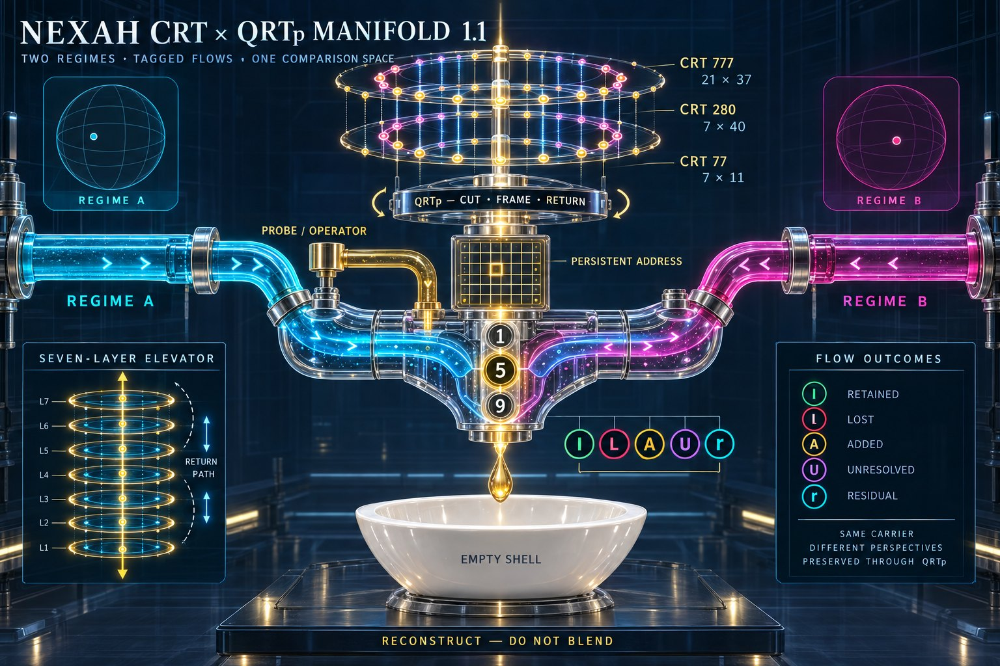 NEXAH CRT × QRTp MANIFOLD 1.1
TWO REGIMES • TAGGED FLOWS • ONE COMPARISON SPACE
CRT 777
21 × 37
CRT 280
7 × 40
CRT 77
7 × 11
REGIME A
REGIME B
QRTp — CUT • FRAME • RETURN
PROBE / OPERATOR
PERSISTENT ADDRESS
REGIME A
REGIME B
1
5
9
SEVEN-LAYER ELEVATOR
L7
L6
L5
L4
L3
L2
L1
RETURN
PATH
I L A U r
FLOW OUTCOMES
I RETAINED
L LOST
A ADDED
U UNRESOLVED
r RESIDUAL
SAME CARRIER
DIFFERENT PERSPECTIVES
PRESERVED THROUGH QRTp
EMPTY SHELL
RECONSTRUCT — DO NOT BLEND